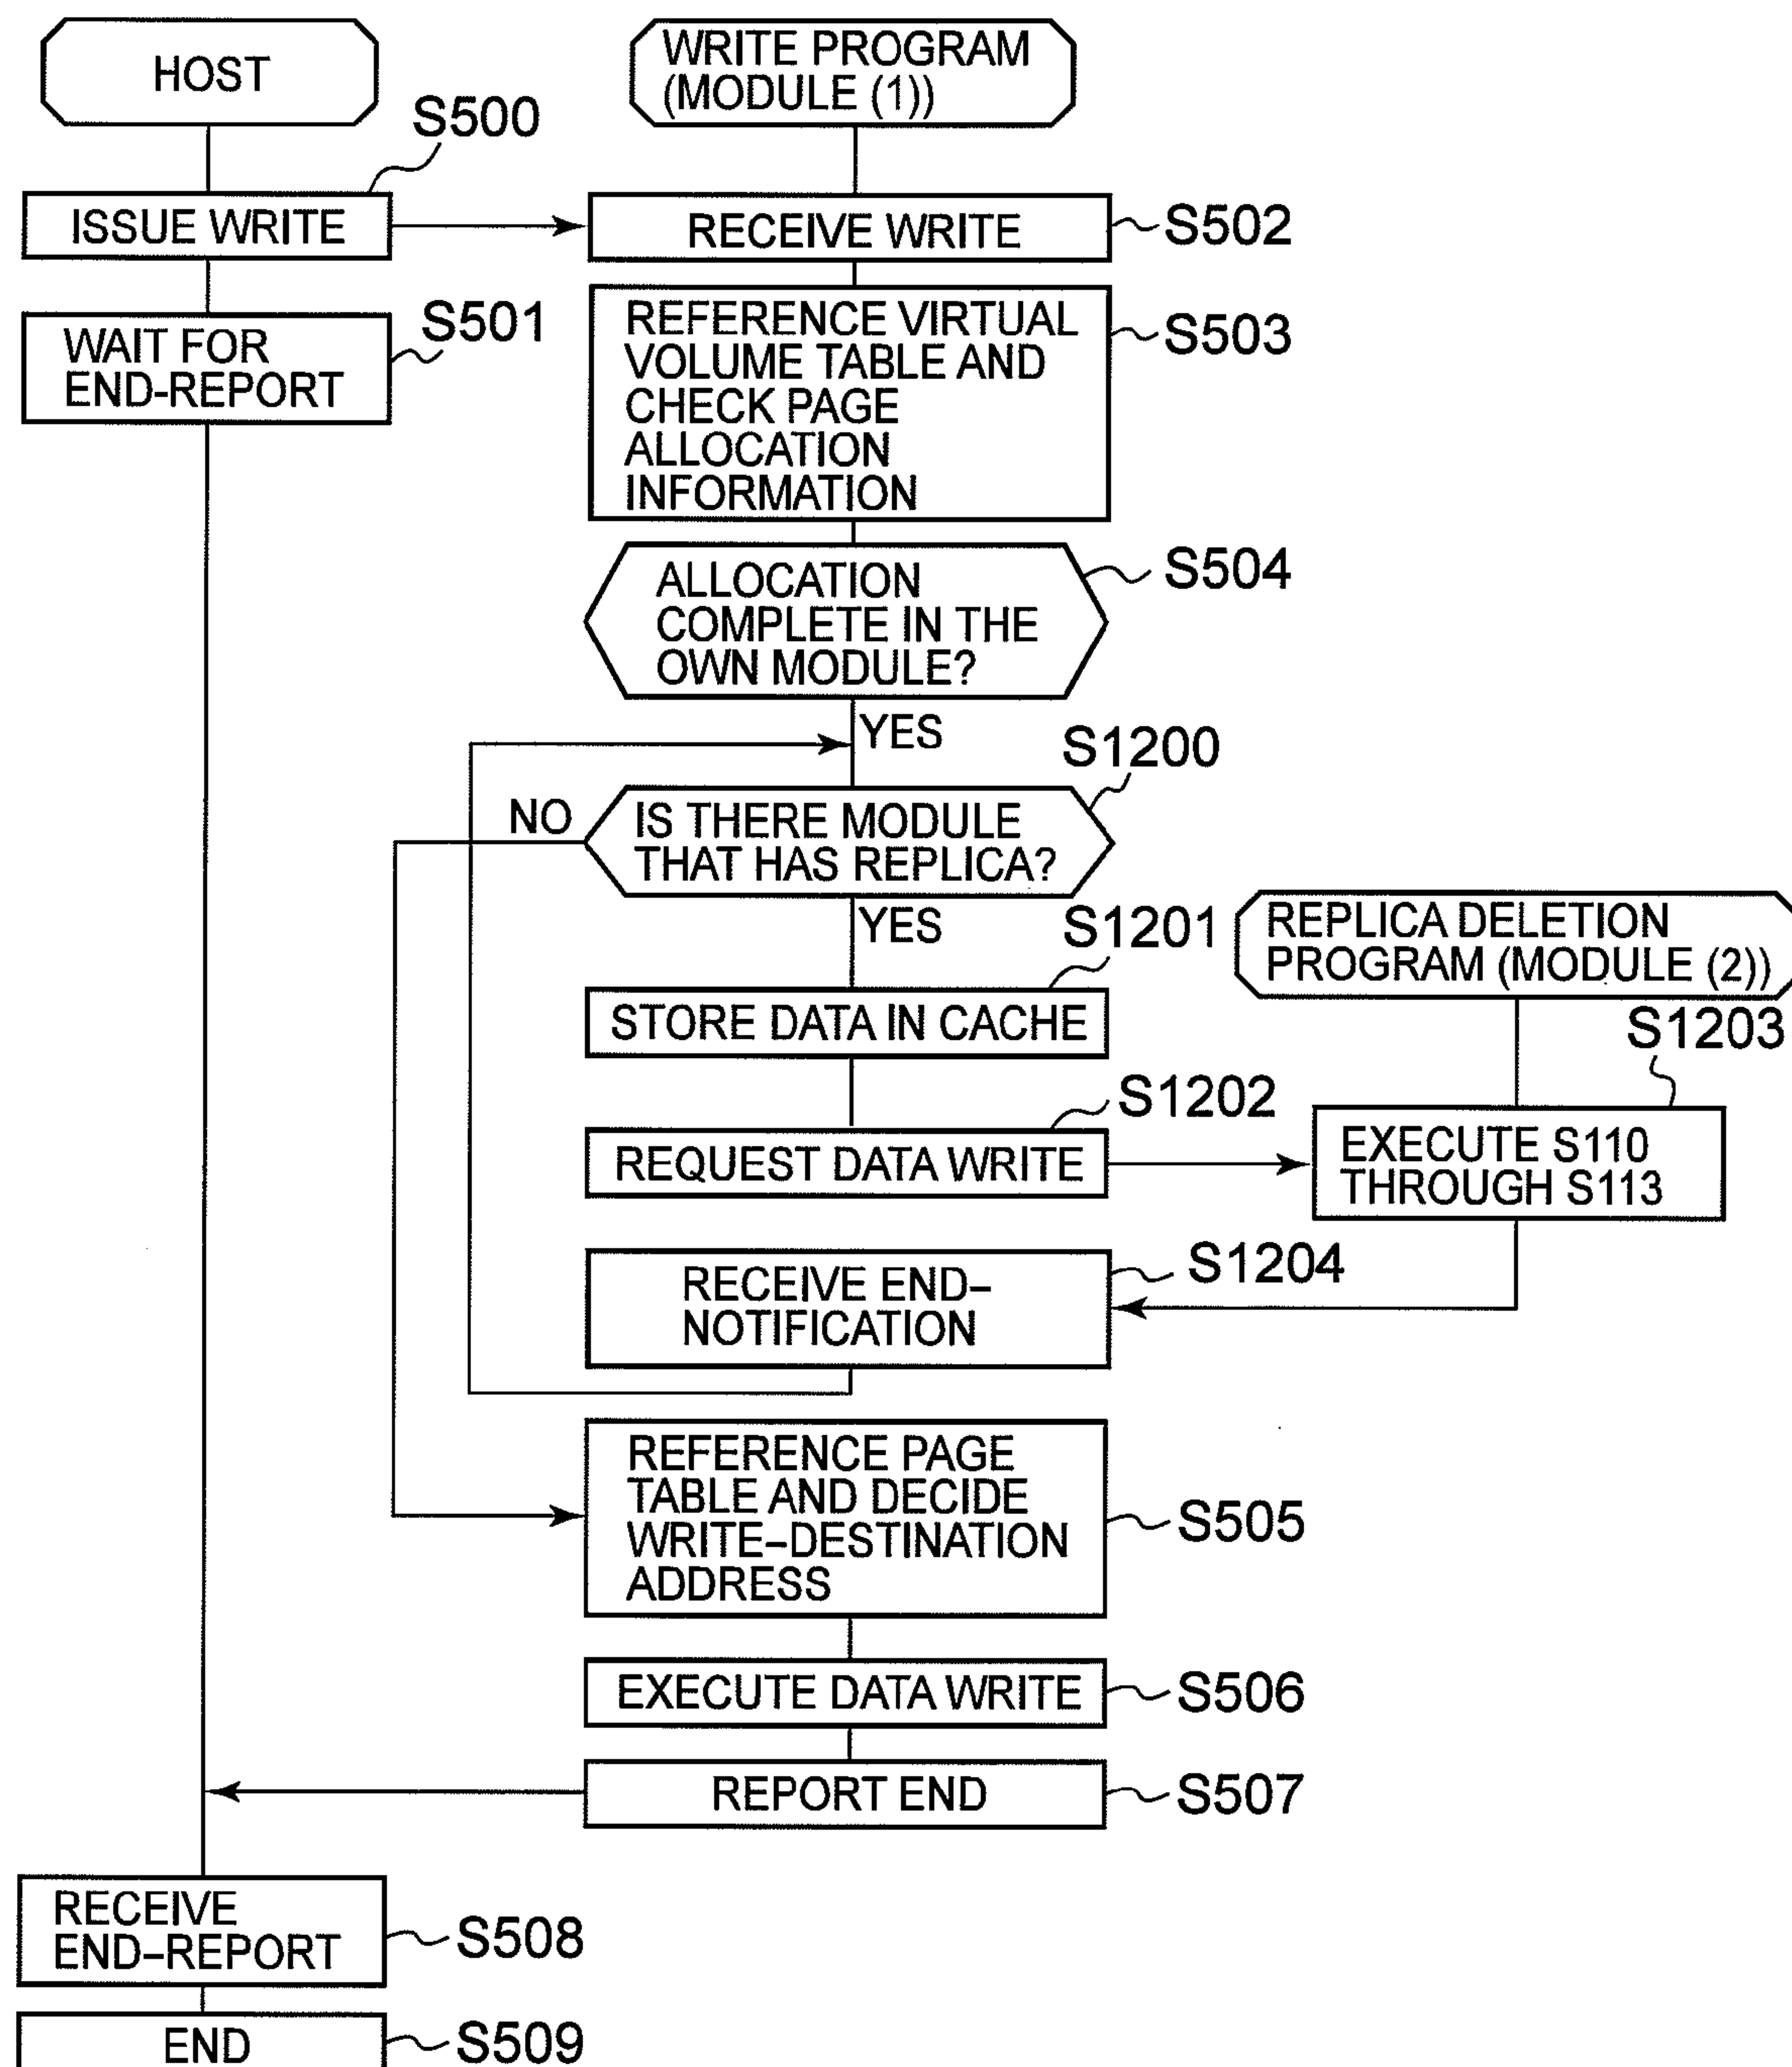 HOST
WRITE PROGRAM
(MODULE (1))
S500
ISSUE WRITE
RECEIVE WRITE
S502
WAIT FOR
END-REPORT
S501
REFERENCE VIRTUAL
VOLUME TABLE AND
CHECK PAGE
ALLOCATION
INFORMATION
S503
ALLOCATION
COMPLETE IN THE
OWN MODULE?
S504
YES
S1200
NO
IS THERE MODULE
THAT HAS REPLICA?
YES
S1201
REPLICA DELETION
PROGRAM (MODULE (2))
STORE DATA IN CACHE
S1203
S1202
REQUEST DATA WRITE
EXECUTE S110
THROUGH S113
RECEIVE END–
NOTIFICATION
S1204
REFERENCE PAGE
TABLE AND DECIDE
WRITE–DESTINATION
ADDRESS
S505
EXECUTE DATA WRITE
S506
REPORT END
S507
RECEIVE
END–REPORT
S508
END
S509